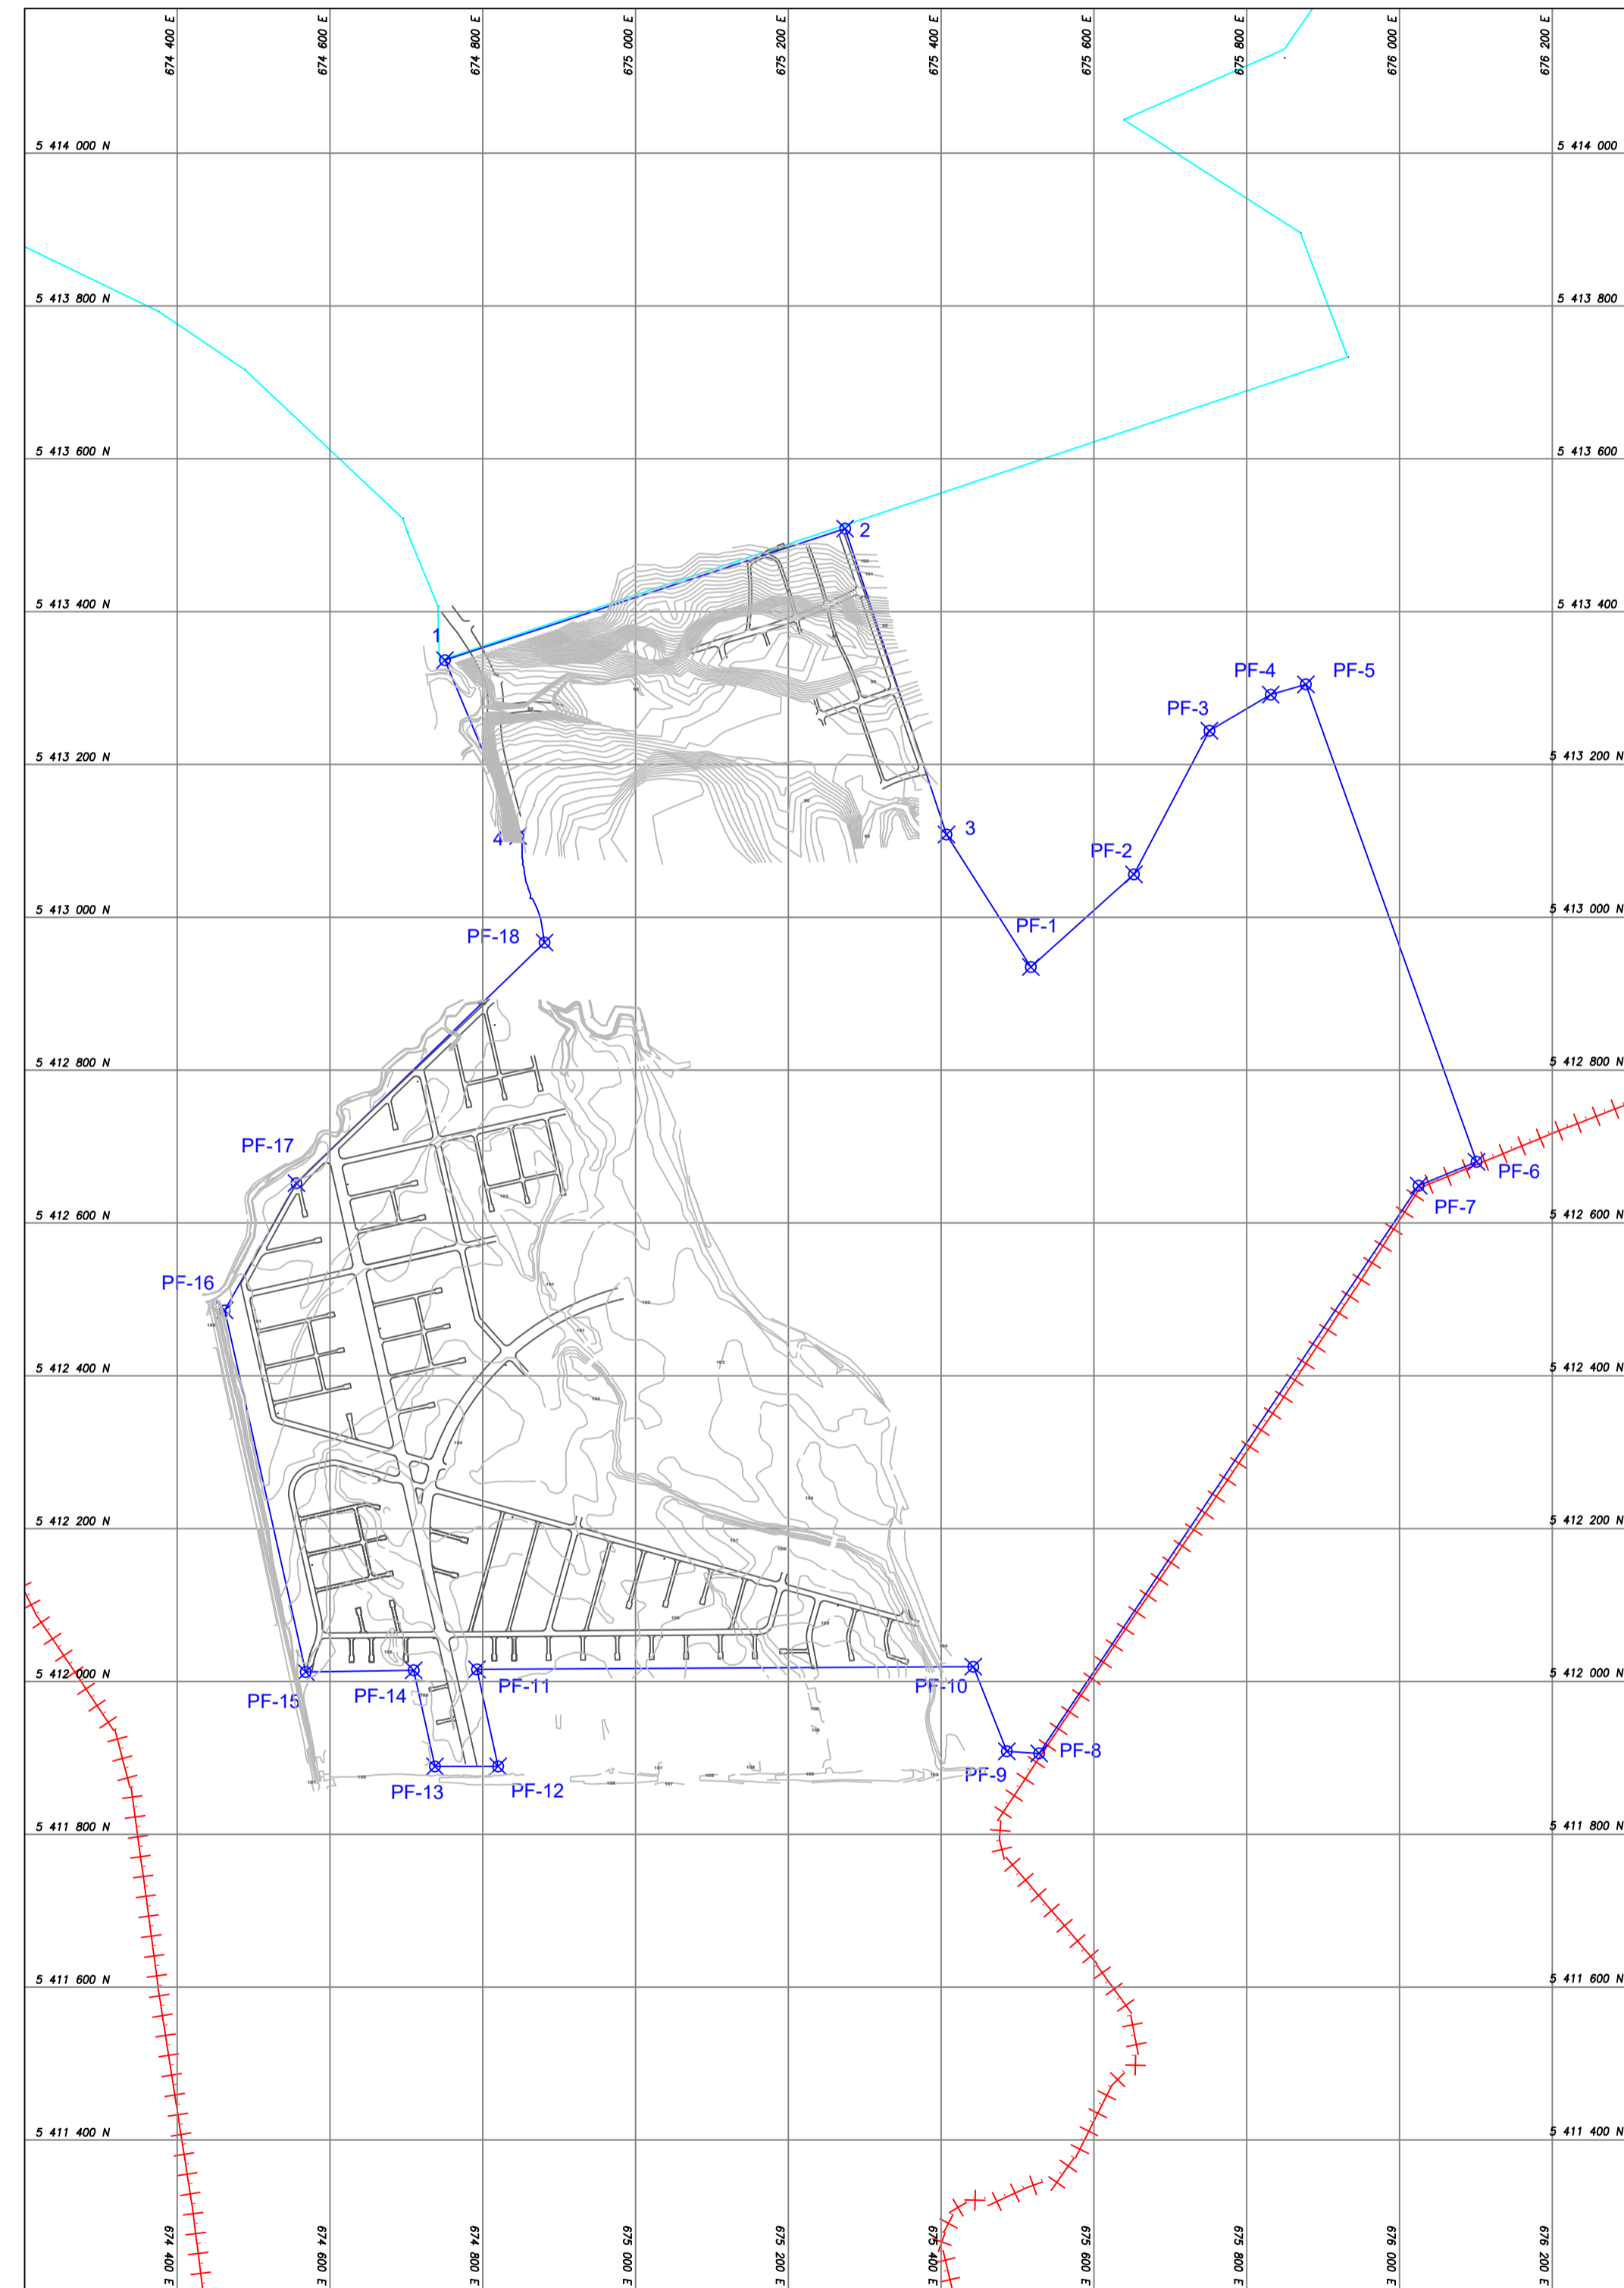 674 400 E
674 600 E
674 800 E
675 000 E
675 200 E
675 400 E
675 600 E
675 800 E
676 000 E
676 200 E
5 414 000 N
5 414 000
5 413 800 N
5 413 800
5 413 600 N
5 413 600
2
5 413 400 N
5 413 400
1
PF-4
PF-5
PF-3
5 413 200 N
5 413 200
3
4
PF-2
5 413 000 N
5 413 000
PF-1
PF-18
5 412 800 N
5 412 800
PF-17
PF-6
PF-7
5 412 600 N
5 412 600
PF-16
5 412 400 N
5 412 400
5 412 200 N
5 412 200 N
5 412 000 N
5 412 000 N
PF-15
PF-14
PF-11
PF-10
PF-8
PF-9
PF-13
PF-12
5 411 800 N
5 411 800 N
5 411 600 N
5 411 600 N
5 411 400 N
5 411 400 N
674 400 E
674 600 E
674 800 E
675 000 E
675 200 E
675 400 E
675 600 E
675 800 E
676 000 E
676 200 E